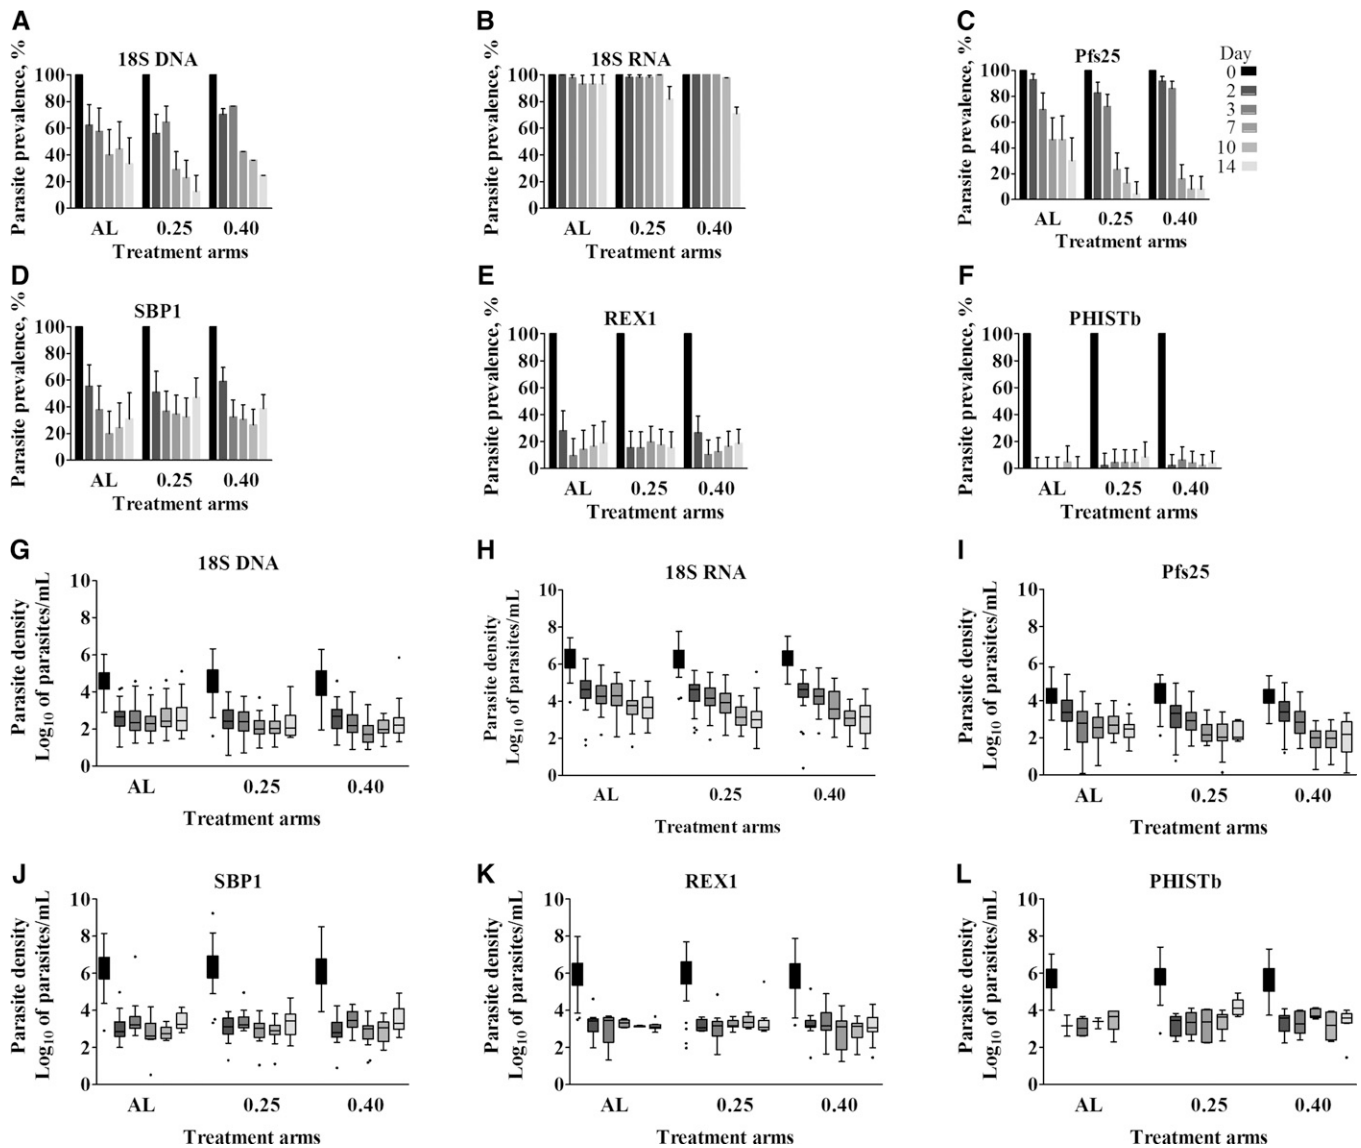 A
B
C
18S DNA
18S RNA
Pfs25
Day
0
2
3
7
10
14
Parasite prevalence, %
100
80
60
40
20
0
AL 0.25 0.40
Treatment arms
Parasite prevalence, %
100
80
60
40
20
0
AL 0.25 0.40
Treatment arms
Parasite prevalence, %
100
80
60
40
20
0
AL 0.25 0.40
Treatment arms
D
E
F
SBP1
REX1
PHISTb
Parasite prevalence, %
100
80
60
40
20
0
AL 0.25 0.40
Treatment arms
Parasite prevalence, %
100
80
60
40
20
0
AL 0.25 0.40
Treatment arms
Parasite prevalence, %
100
80
60
40
20
0
AL 0.25 0.40
Treatment arms
G
H
I
18S DNA
18S RNA
Pfs25
Parasite density
Log10 of parasites/mL
10
8
6
4
2
0
AL 0.25 0.40
Treatment arms
Parasite density
Log10 of parasites/mL
10
8
6
4
2
0
AL 0.25 0.40
Treatment arms
Parasite density
Log10 of parasites/mL
10
8
6
4
2
0
AL 0.25 0.40
Treatment arms
J
K
L
SBP1
REX1
PHISTb
Parasite density
Log10 of parasites/mL
10
8
6
4
2
0
AL 0.25 0.40
Treatment arms
Parasite density
Log10 of parasites/mL
10
8
6
4
2
0
AL 0.25 0.40
Treatment arms
Parasite density
Log10 of parasites/mL
10
8
6
4
2
0
AL 0.25 0.40
Treatment arms